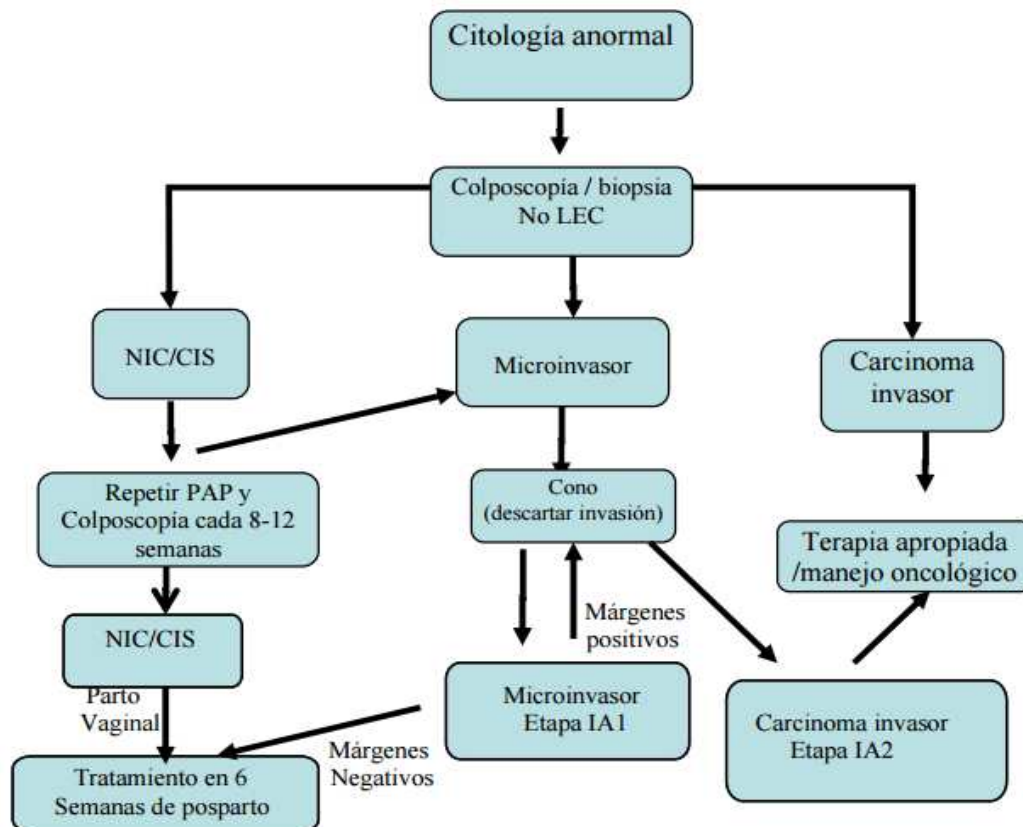 Citología anormal
Colposcopía / biopsia
No LEC
NIC/CIS
Microinvasor
Carcinoma
invasor
Repetir PAP y
Colposcopía cada 8-12
semanas
Cono
(descartar invasión)
Terapia apropiada
/manejo oncológico
Márgenes
positivos
NIC/CIS
Parto
Vaginal
Microinvasor
Etapa IA1
Carcinoma invasor
Etapa IA2
Márgenes
Negativos
Tratamiento en 6
Semanas de posparto